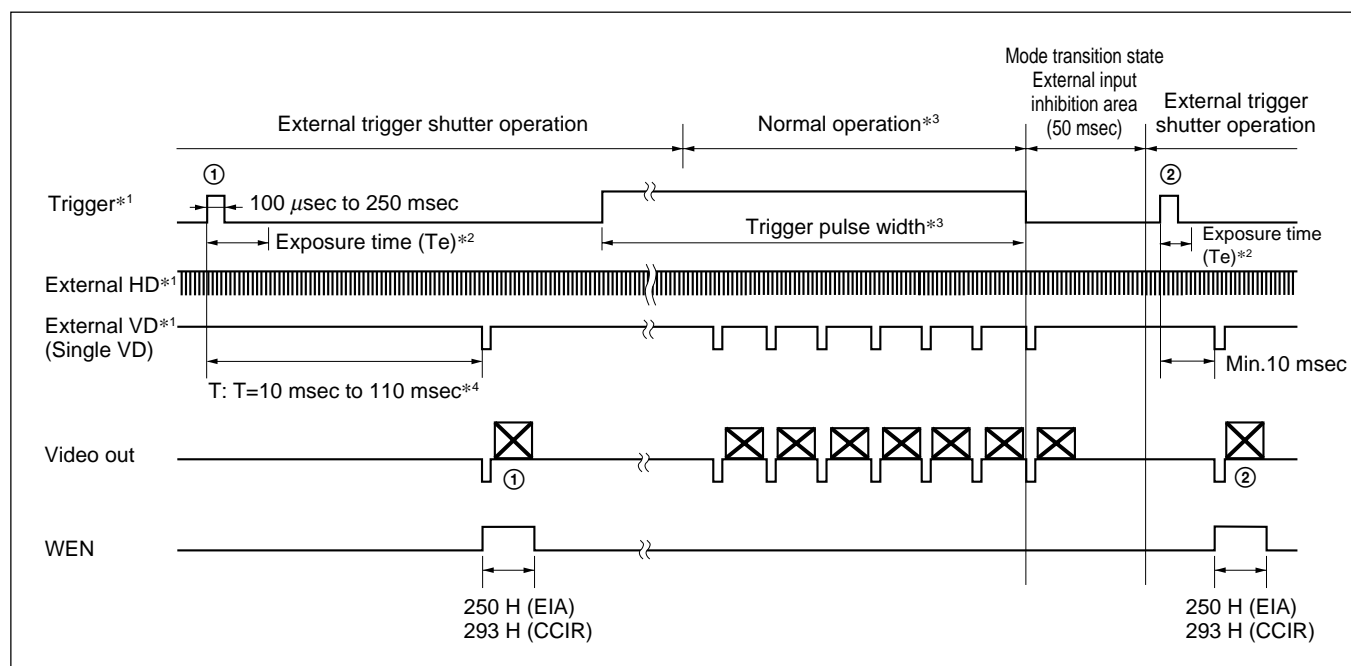 Mode transition state
External input
inhibition area
(50 msec)
External trigger shutter operation
Normal operation*3
External trigger
shutter operation
①
②
Trigger*1
100 μsec to 250 msec
Exposure time (Te)*2
Trigger pulse width*3
Exposure time
(Te)*2
External HD*1
External VD*1
(Single VD)
T: T=10 msec to 110 msec*4
Min.10 msec
Video out
①
②
WEN
250 H (EIA)
293 H (CCIR)
250 H (EIA)
293 H (CCIR)